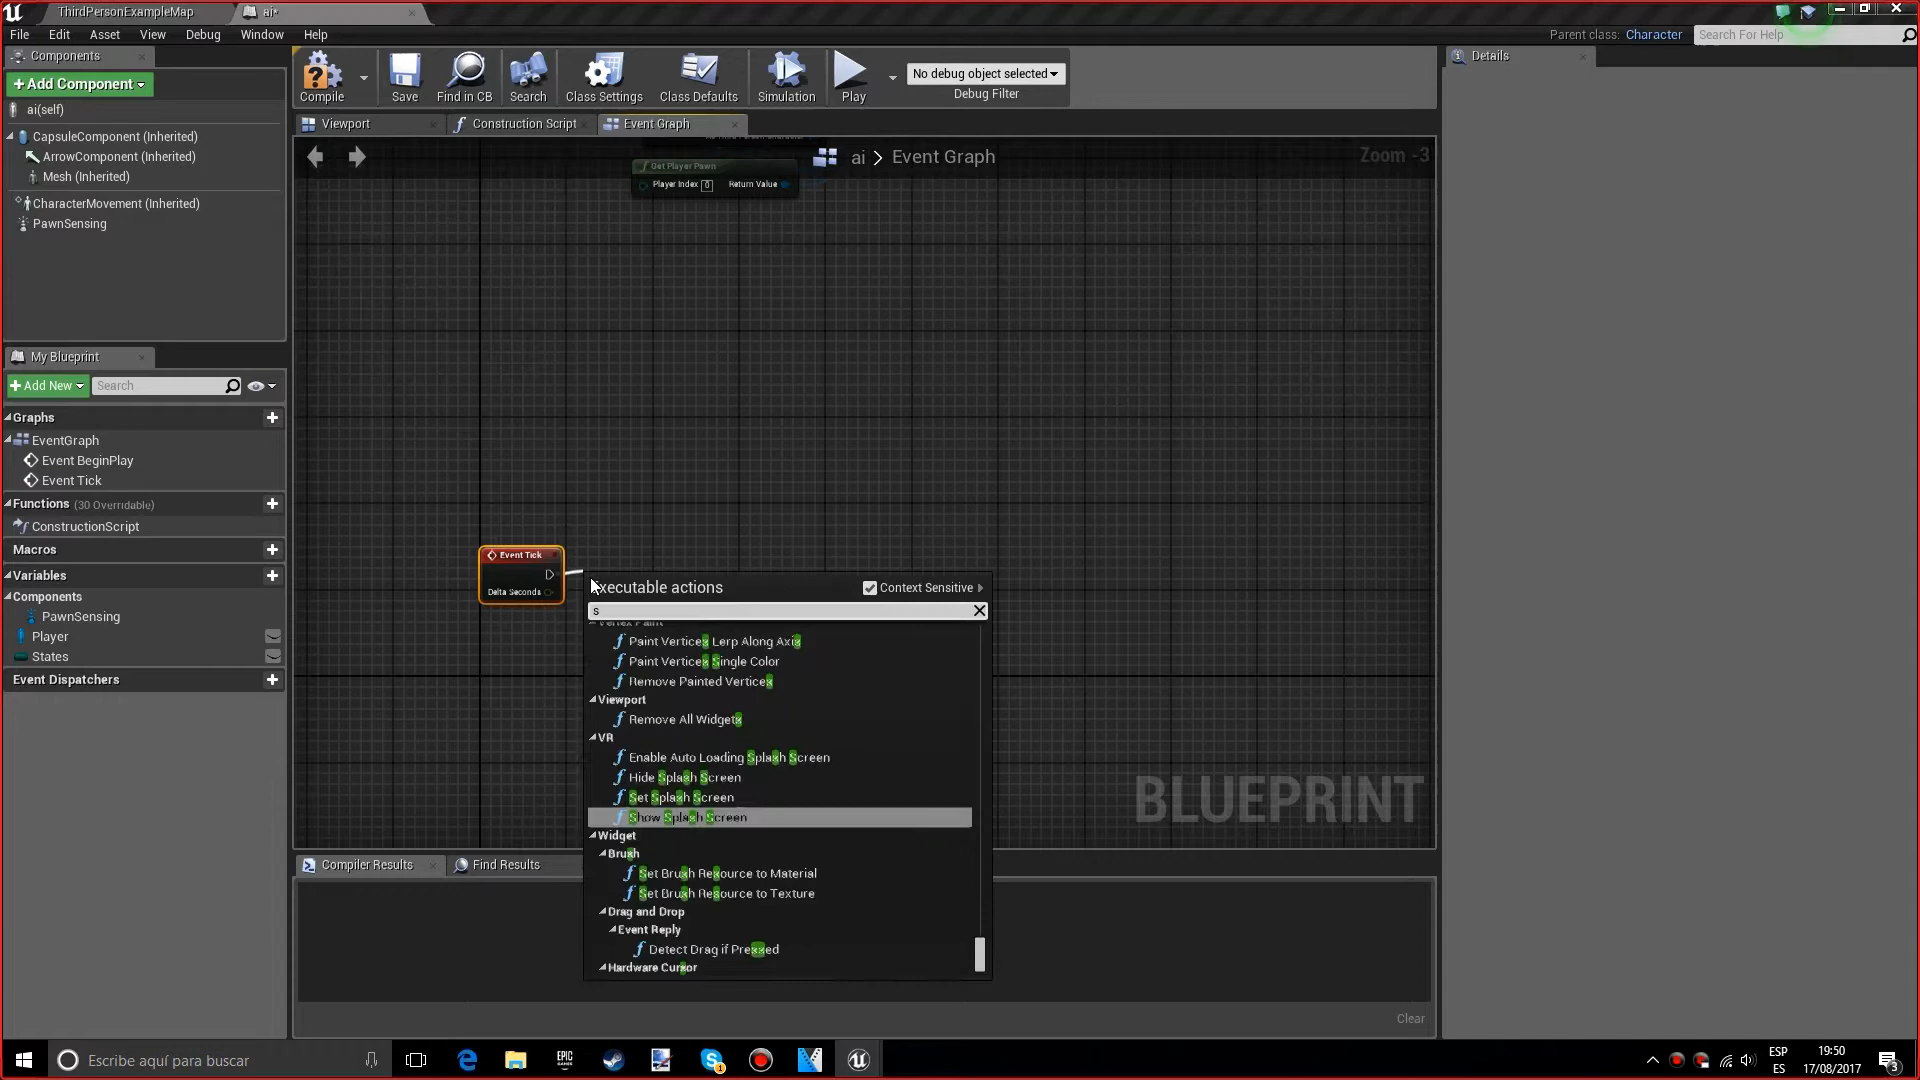 ThirdPersonExampleMap
ai*
File
Edit
Asset
View
Debug
Window
Help
Parent class: Character
Search For Help
Components
+Add Component
ai(self)
CapsuleComponent (Inherited)
ArrowComponent (Inherited)
Mesh (Inherited)
CharacterMovement (Inherited)
PawnSensing
Compile
Save
Find in CB
Search
Class Settings
Class Defaults
Simulation
Play
No debug object selected
Debug Filter
Details
Viewport
Construction Script
Event Graph
ai > Event Graph
Zoom -3
Get Player Pawn
Player Index 0
Return Value
My Blueprint
+Add New
Search
Graphs
EventGraph
Event BeginPlay
Event Tick
Functions (30 Overridable)
ConstructionScript
Macros
Variables
Components
PawnSensing
Player
States
Event Dispatchers
Event Tick
Delta Seconds
Executable actions
Context Sensitive
s
Vertex Paint
Paint Vertices Lerp Along Axis
Paint Vertices Single Color
Remove Painted Vertices
Viewport
Remove All Widgets
VR
Enable Auto Loading Splash Screen
Hide Splash Screen
Set Splash Screen
Show Splash Screen
Widget
Brush
Set Brush Resource to Material
Set Brush Resource to Texture
Drag and Drop
Event Reply
Detect Drag if Pressed
Hardware Cursor
BLUEPRINT
Compiler Results
Find Results
Clear
Escribe aquí para buscar
EPIC
GAMES
1
ESP
ES
19:50
17/08/2017
3